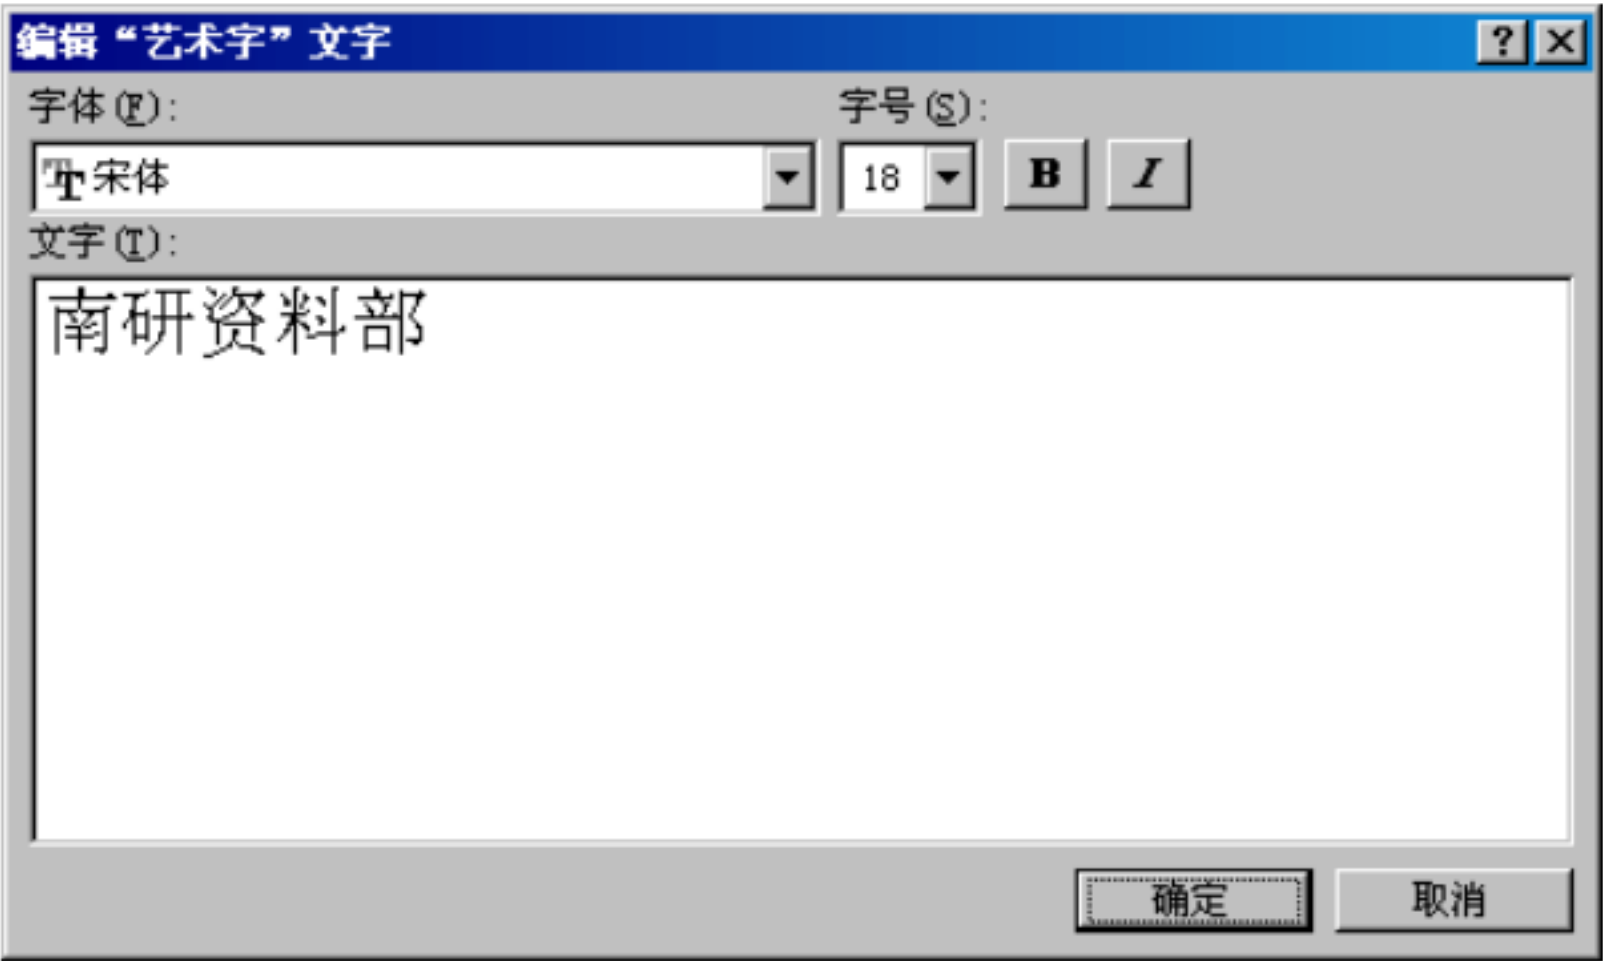 编辑“艺术字”文字
字体(F): 字号(S):
宋体 18 B I
文字(T):
南研资料部
确定 取消